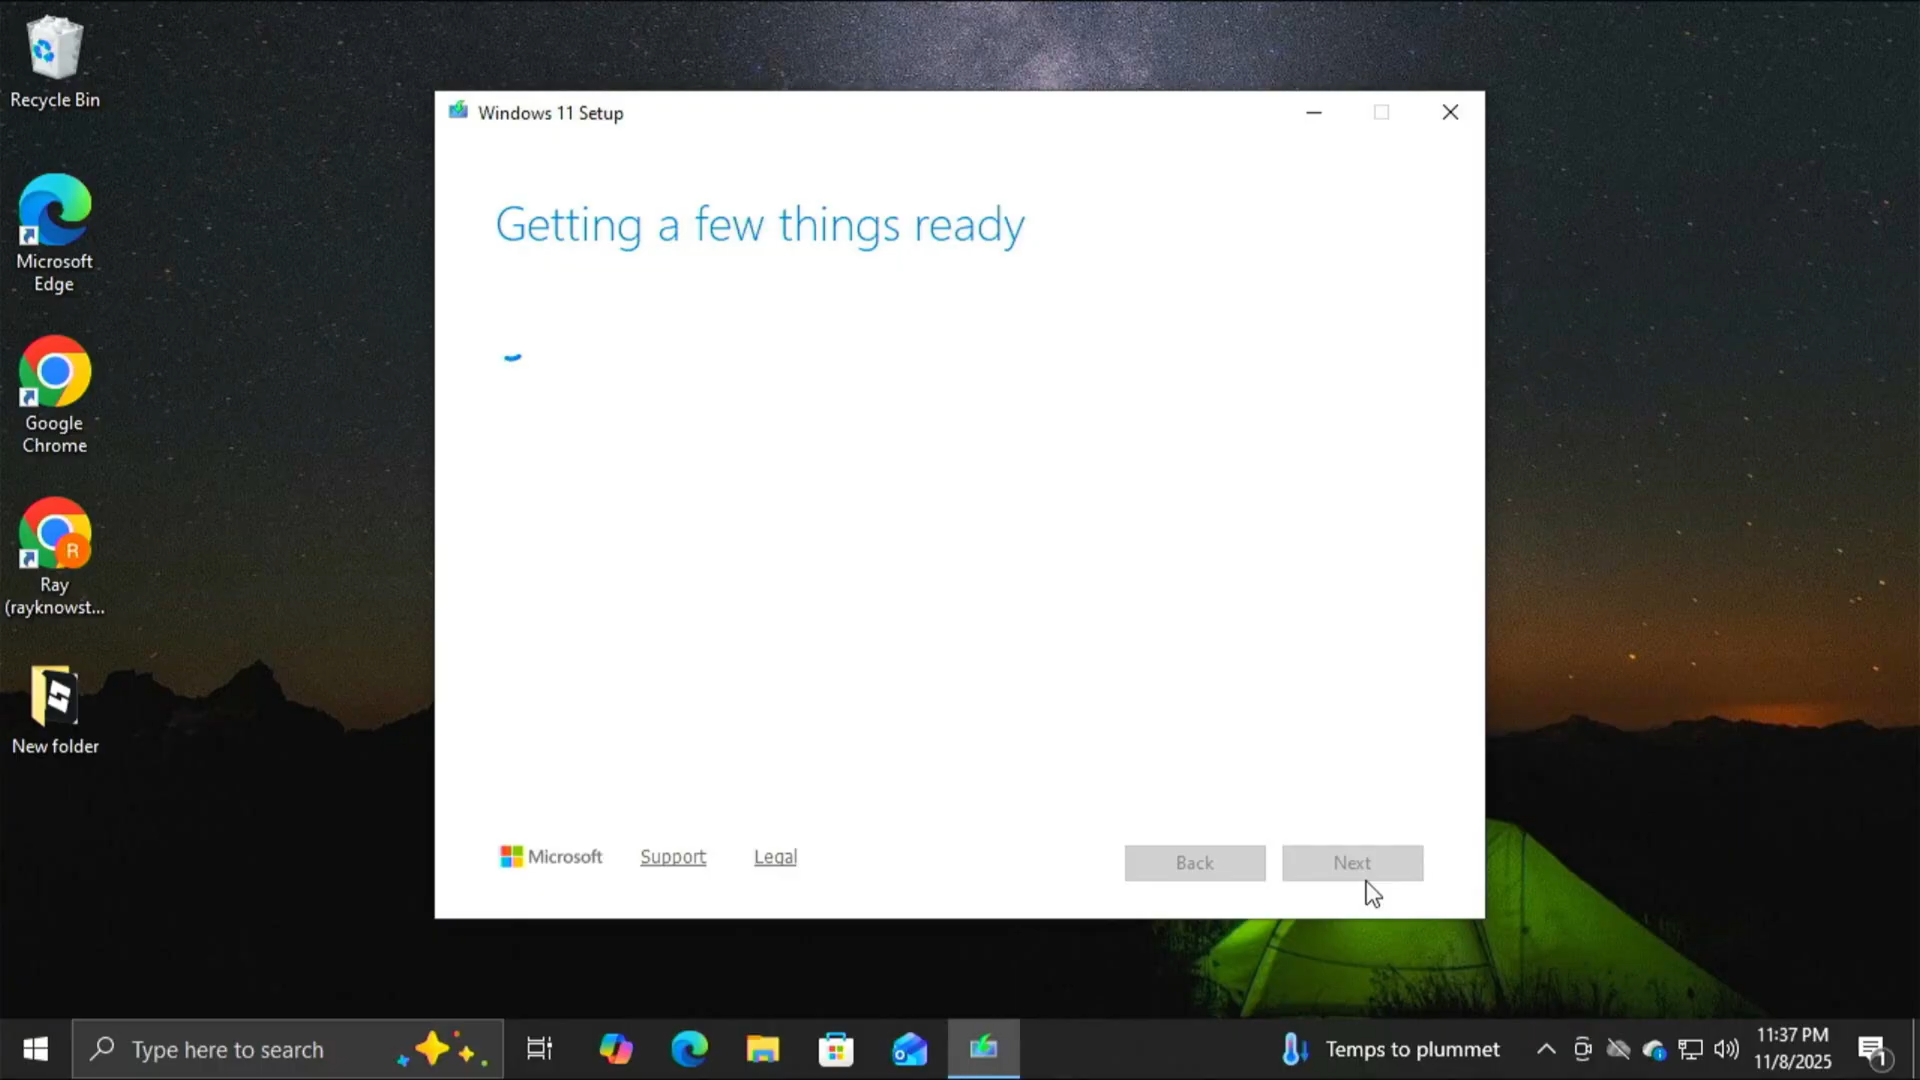 Recycle Bin
Microsoft
Edge
Google
Chrome
R
Ray
(rayknowst...
New folder
Windows 11 Setup
Getting a few things ready
Microsoft
Support
Legal
Back
Next
Type here to search
Temps to plummet
11:37 PM
11/8/2025
1